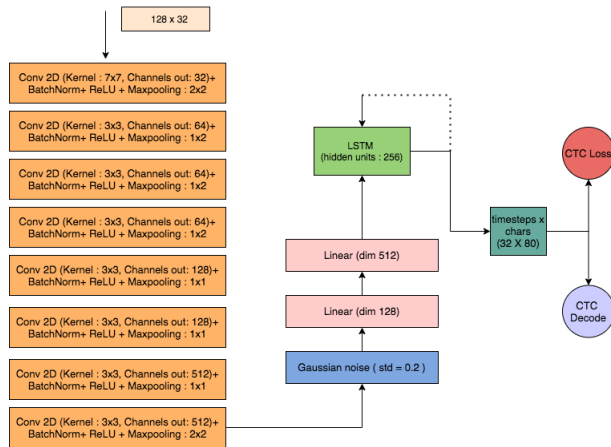 128 x 32
Conv 2D (Kernel : 7x7, Channels out: 32)+
BatchNorm+ ReLU + Maxpooling : 2x2
Conv 2D (Kernel : 3x3, Channels out: 64)+
BatchNorm+ ReLU + Maxpooling : 1x2
Conv 2D (Kernel : 3x3, Channels out: 64)+
BatchNorm+ ReLU + Maxpooling : 1x2
Conv 2D (Kernel : 3x3, Channels out: 64)+
BatchNorm+ ReLU + Maxpooling : 1x2
Conv 2D (Kernel : 3x3, Channels out: 128)+
BatchNorm+ ReLU + Maxpooling : 1x1
Conv 2D (Kernel : 3x3, Channels out: 128)+
BatchNorm+ ReLU + Maxpooling : 1x1
Conv 2D (Kernel : 3x3, Channels out: 512)+
BatchNorm+ ReLU + Maxpooling : 1x1
Conv 2D (Kernel : 3x3, Channels out: 512)+
BatchNorm+ ReLU + Maxpooling : 2x2
LSTM
(hidden units : 256)
Linear (dim 512)
Linear (dim 128)
Gaussian noise ( std = 0.2 )
timesteps x
chars
(32 X 80)
CTC Loss
CTC
Decode